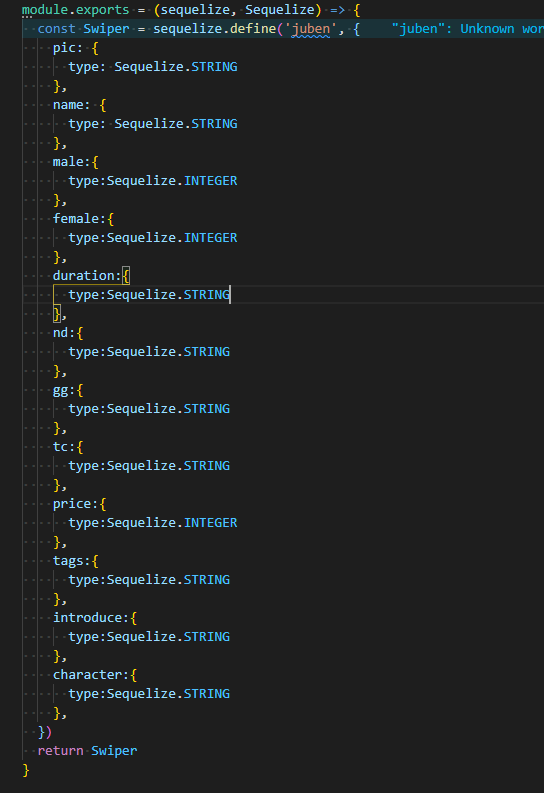 module.exports = (sequelize, Sequelize) => {
  const Swiper = sequelize.define('juben', {    "juben": Unknown wor
    pic: {
      type: Sequelize.STRING
    },
    name: {
      type: Sequelize.STRING
    },
    male:{
      type:Sequelize.INTEGER
    },
    female:{
      type:Sequelize.INTEGER
    },
    duration:{
      type:Sequelize.STRING
    },
    nd:{
      type:Sequelize.STRING
    },
    gg:{
      type:Sequelize.STRING
    },
    tc:{
      type:Sequelize.STRING
    },
    price:{
      type:Sequelize.INTEGER
    },
    tags:{
      type:Sequelize.STRING
    },
    introduce:{
      type:Sequelize.STRING
    },
    character:{
      type:Sequelize.STRING
    },
  })
  return Swiper
}